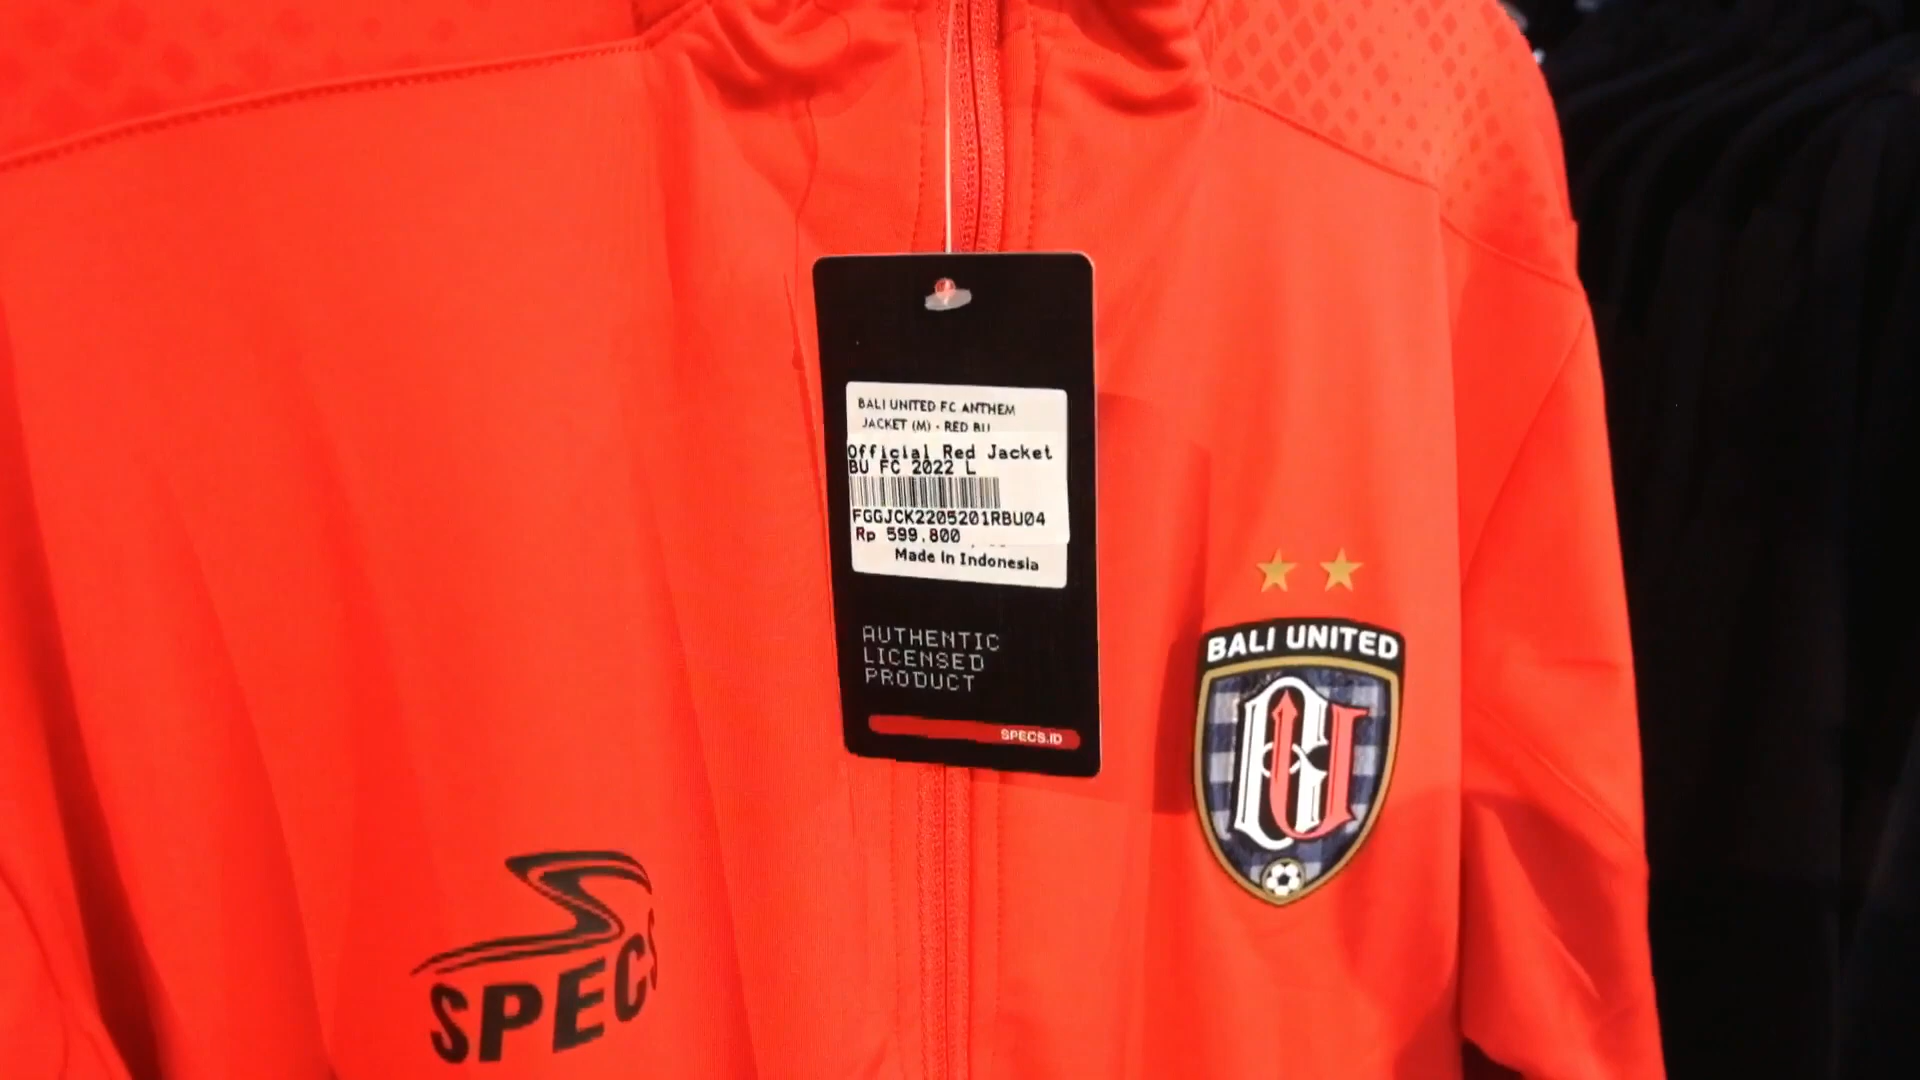 BALI UNITED FC ANTHEM
JACKET (M) - RED BU
Official Red Jacket
BU FC 2022 L
FGGJCK2205201RBU04
Rp 599.800
Made In Indonesia
AUTHENTIC
LICENSED
PRODUCT
SPECS.ID
BALI UNITED
SPECS